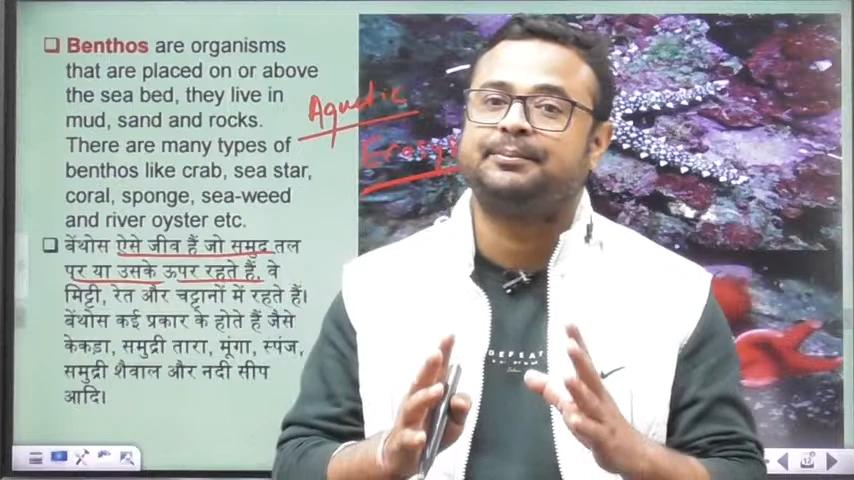 Benthos are organisms
that are placed on or above
the sea bed, they live in
mud, sand and rocks.
There are many types of
benthos like crab, sea star,
coral, sponge, sea-weed
and river oyster etc.
Aquatic
बेंथोस ऐसे जीव हैं जो समुद्र तल
पर या उसके ऊपर रहते हैं, वे
मिट्टी, रेत और चट्टानों में रहते हैं।
बेंथोस कई प्रकार के होते हैं जैसे
केकड़ा, समुद्री तारा, मूंगा, स्पंज,
समुद्री शैवाल और नदी सीप
आदि।
DEFEAT
12